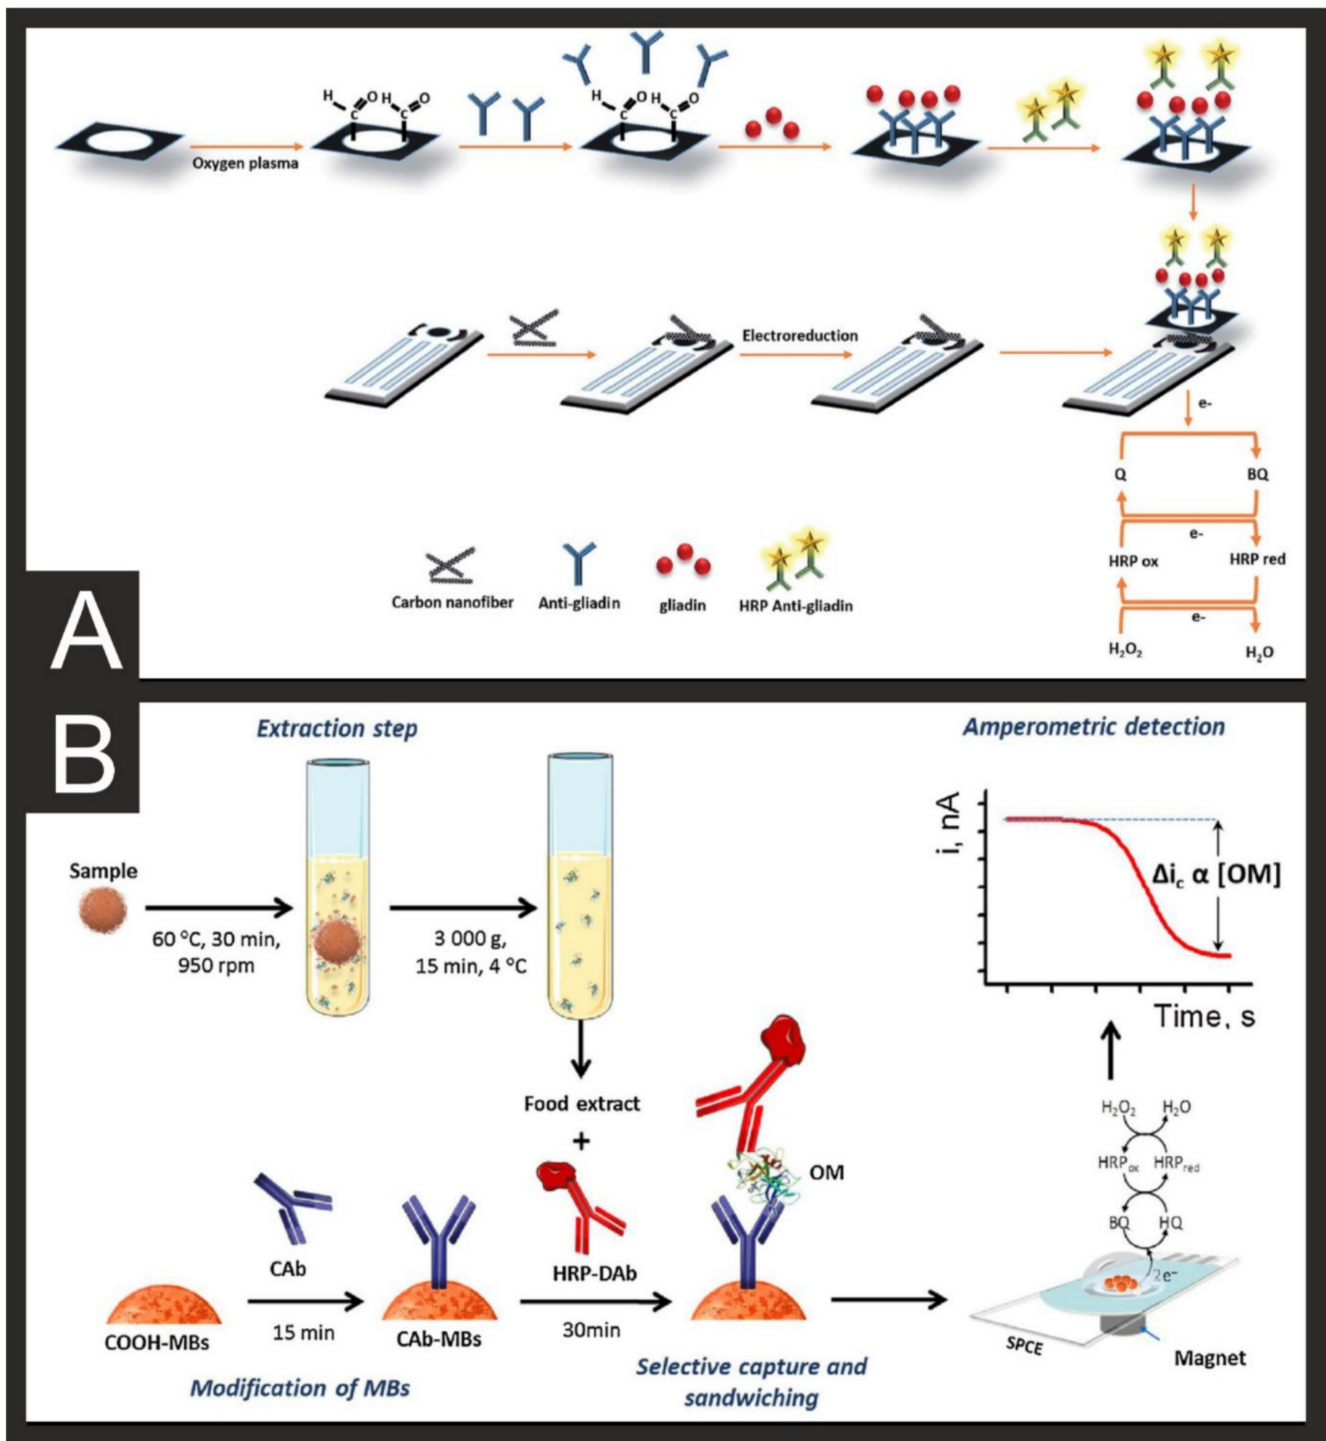 H
O
H
O
C
C
Oxygen plasma
H
O
H
O
C
C
Electroreduction
e-
Q
BQ
e-
HRP ox
HRP red
e-
H₂O₂
H₂O
Carbon nanofiber
Anti-gliadin
gliadin
HRP Anti-gliadin
A
B
Extraction step
Amperometric detection
Sample
60 °C, 30 min,
950 rpm
3 000 g,
15 min, 4 °C
i, nA
Δi_c α [OM]
Time, s
Food extract
+
CAb
HRP-DAb
OM
COOH-MBs
15 min
CAb-MBs
30min
Modification of MBs
Selective capture and
sandwiching
H₂O₂
H₂O
HRPox
HRPred
BQ
HQ
2e⁻
SPCE
Magnet